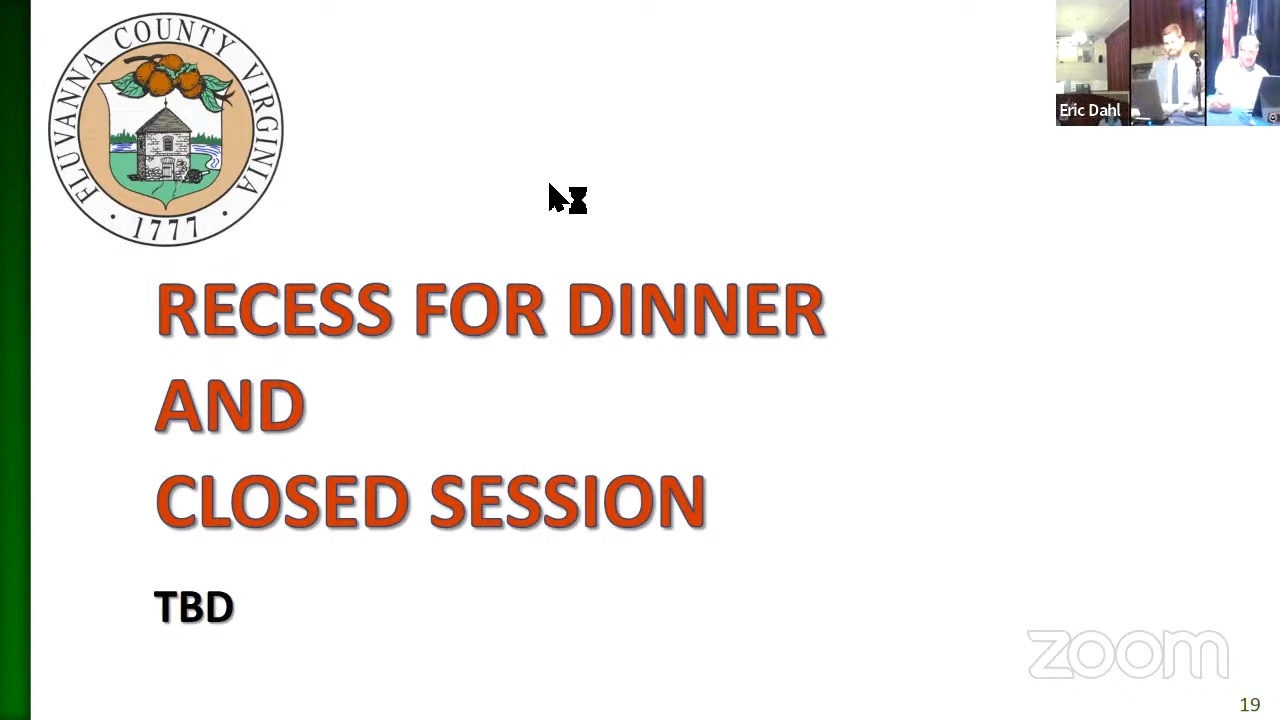 FLUVANNA COUNTY VIRGINIA
· 1777 ·
Eric Dahl
RECESS FOR DINNER
AND
CLOSED SESSION
TBD
zoom
19